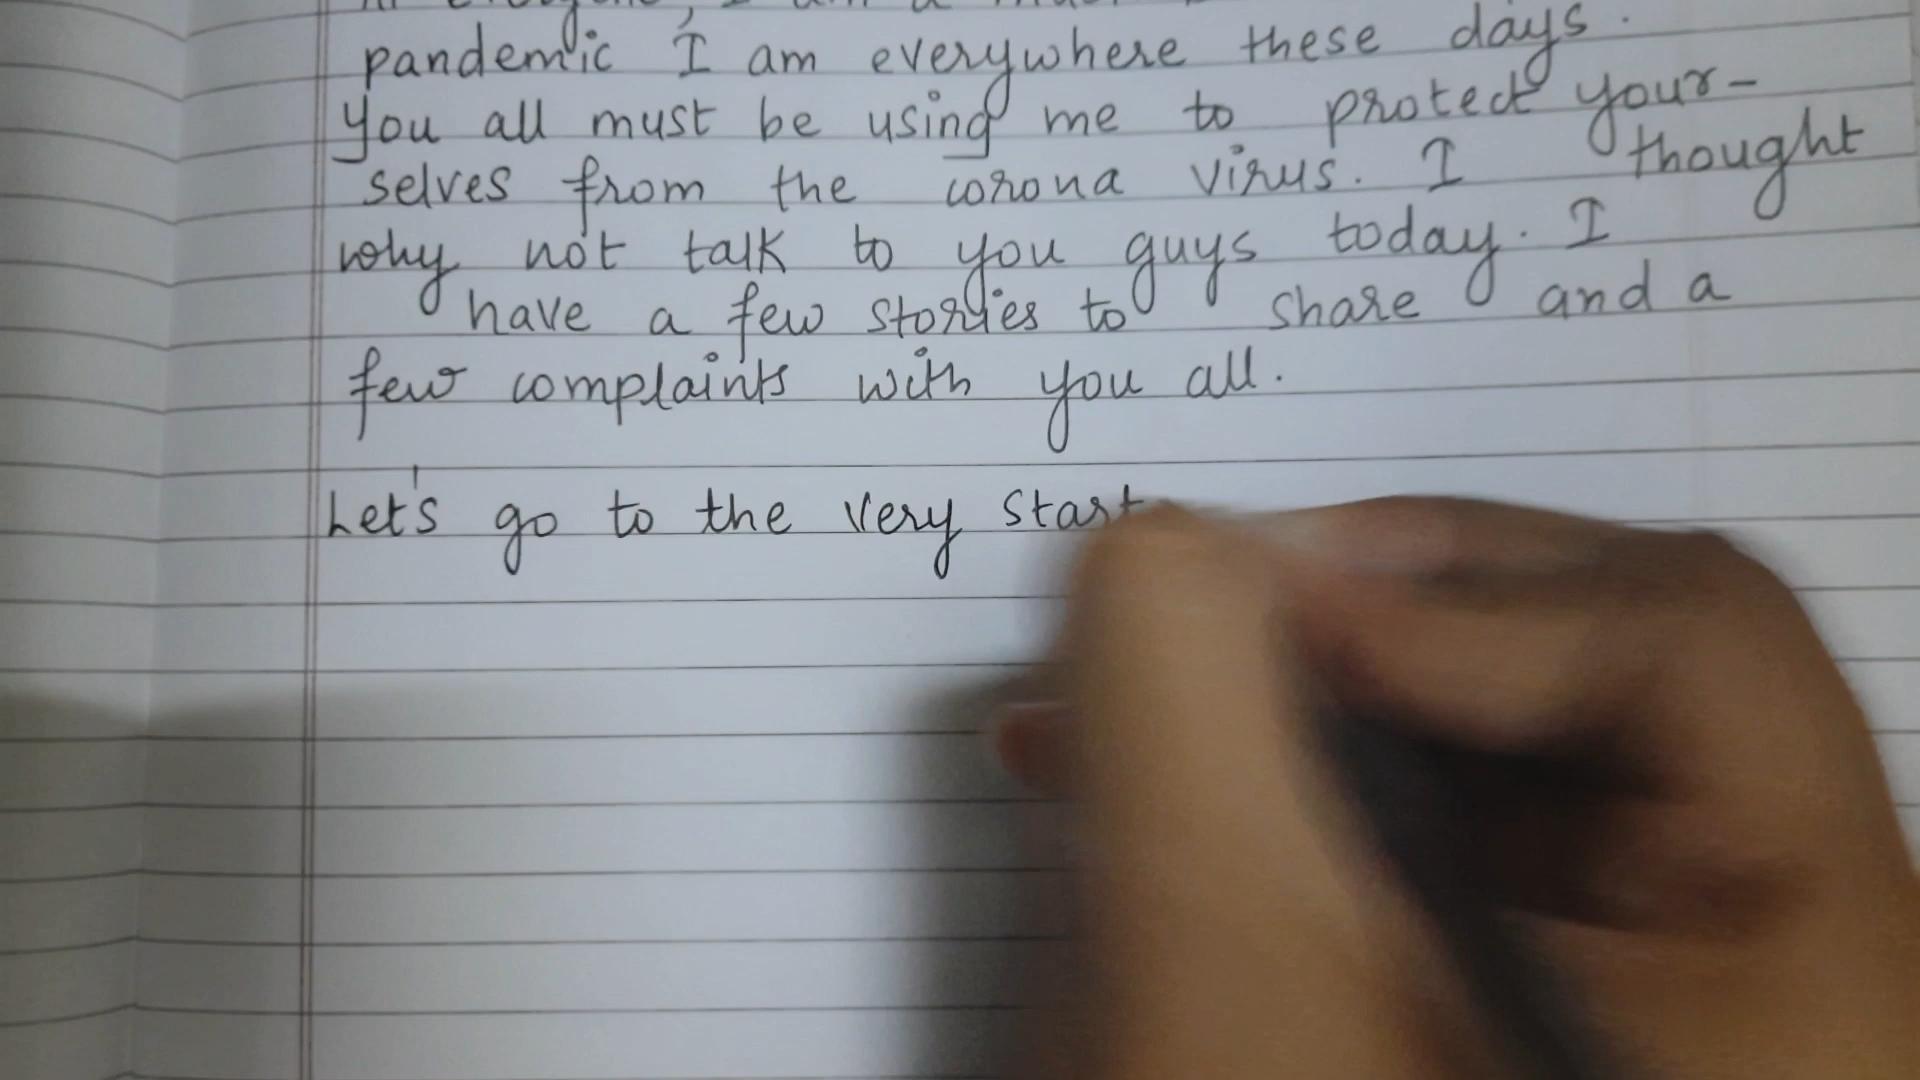 I am a
pandemic I am everywhere these days.
You all must be using me to protect your-
selves from the corona virus. I thought
why not talk to you guys today. I
have a few stories to share and a
few complaints with you all.
Let's go to the very start